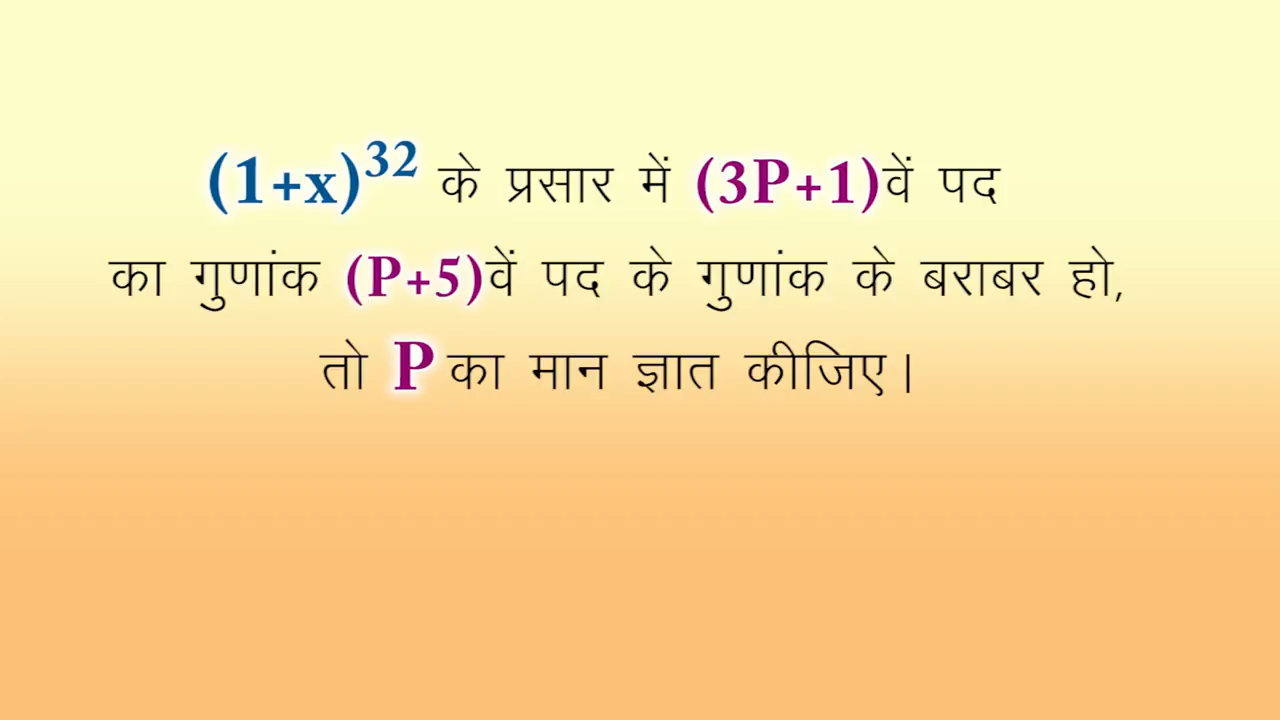 (1+x)³² के प्रसार में (3P+1)वें पद
का गुणांक (P+5)वें पद के गुणांक के बराबर हो,
तो P का मान ज्ञात कीजिए।